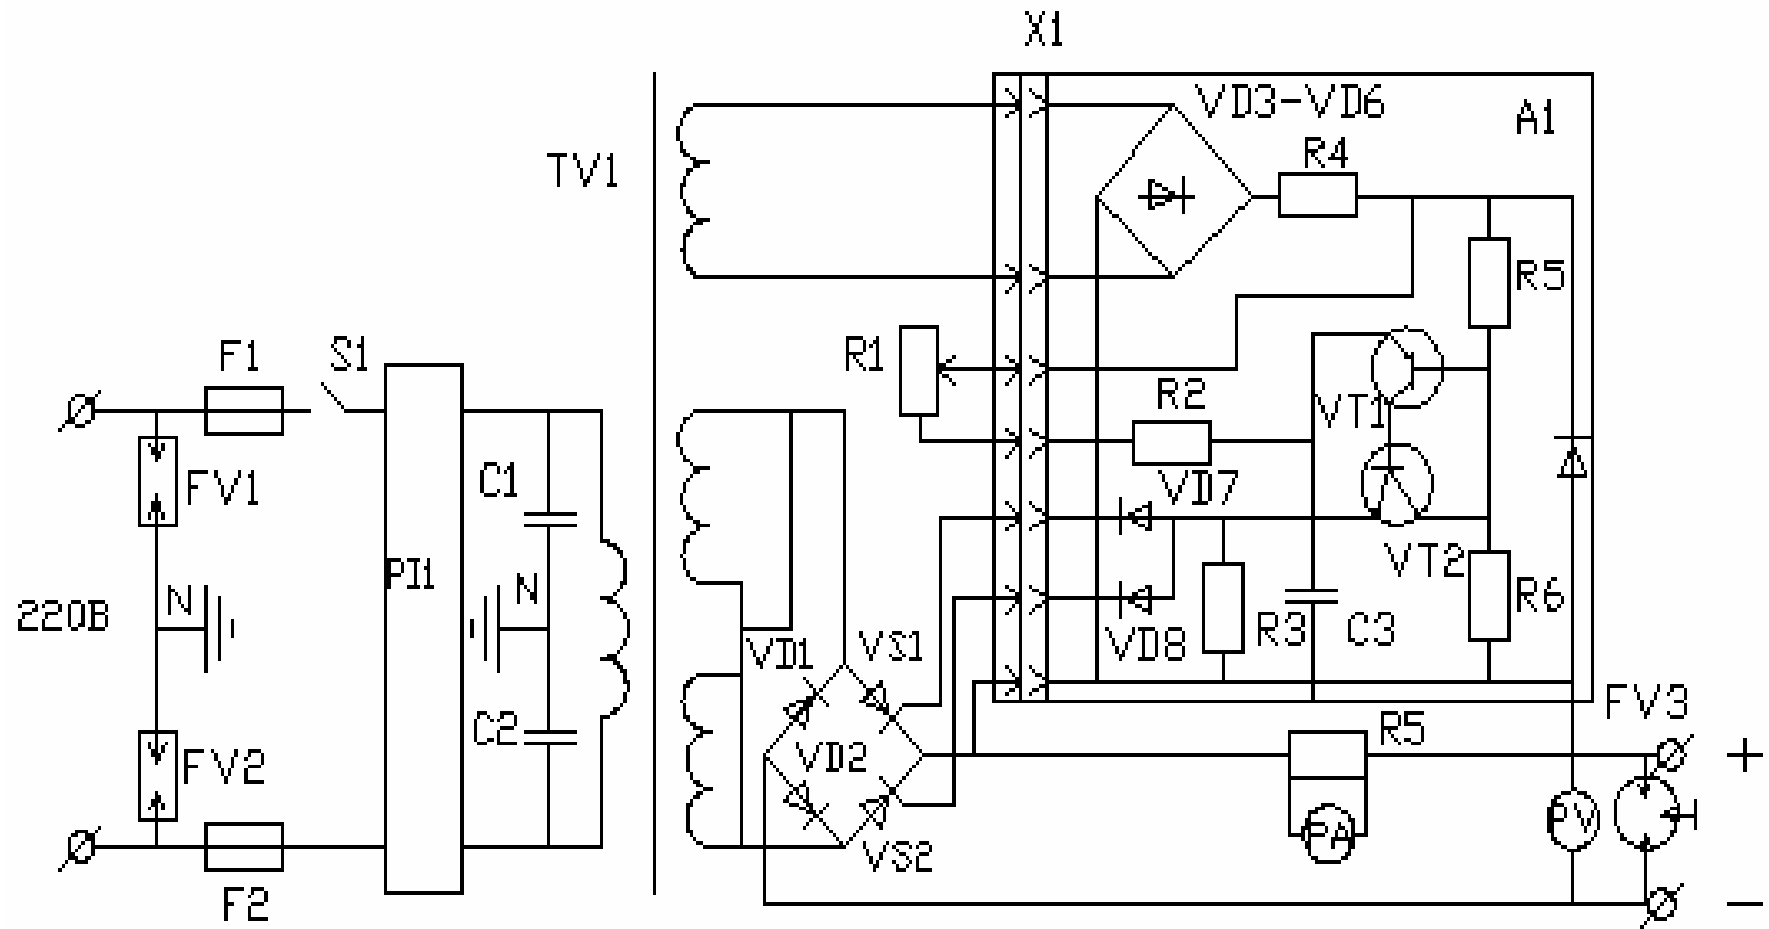 X1
VD3-VD6
A1
R4
TV1
R5
F1
S1
R1
R2
VT1
C1
FV1
VD7
VT2
PI1
N
N
220В
R6
R3
C3
VD8
VD1
VS1
FV3
C2
R5
FV2
VD2
+
PV
PA
VS2
F2
−